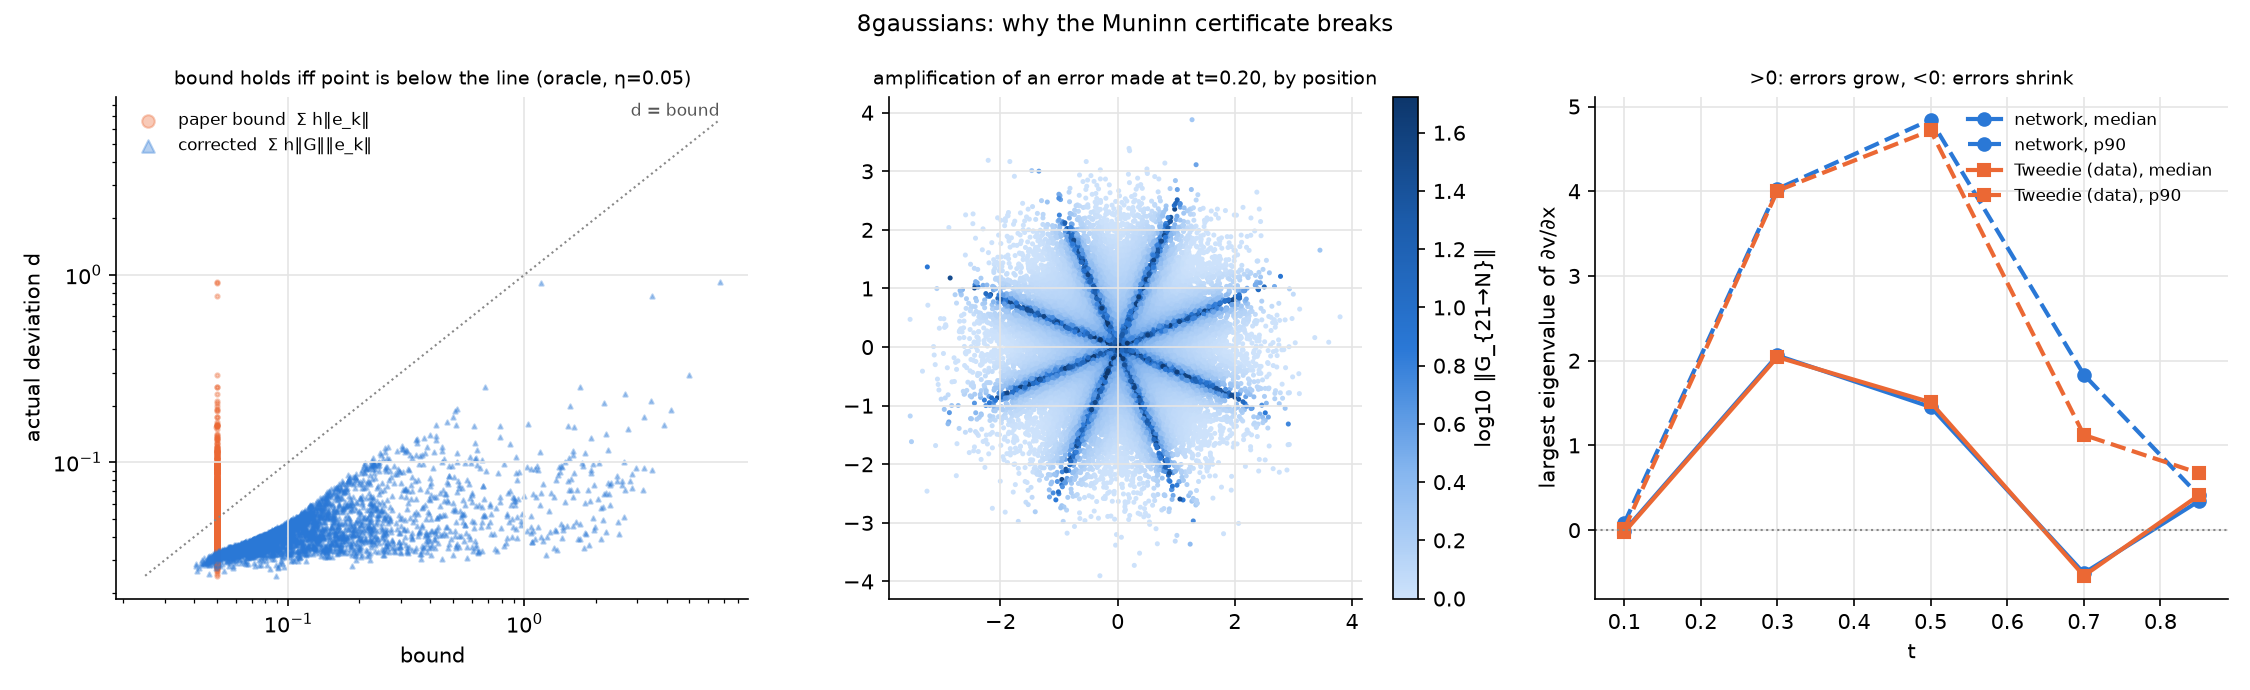 8gaussians: why the Muninn certificate breaks
bound holds iff point is below the line (oracle, η=0.05)
paper bound Σ h‖e_k‖
corrected Σ h‖G‖‖e_k‖
d = bound
actual deviation d
10⁰
10⁻¹
10⁻¹
10⁰
bound
amplification of an error made at t=0.20, by position
4
3
2
1
0
−1
−2
−3
−4
−2
0
2
4
1.6
1.4
1.2
1.0
0.8
0.6
0.4
0.2
0.0
log10 ‖G_{21→N}‖
>0: errors grow, <0: errors shrink
network, median
network, p90
Tweedie (data), median
Tweedie (data), p90
largest eigenvalue of ∂v/∂x
5
4
3
2
1
0
0.1
0.2
0.3
0.4
0.5
0.6
0.7
0.8
t